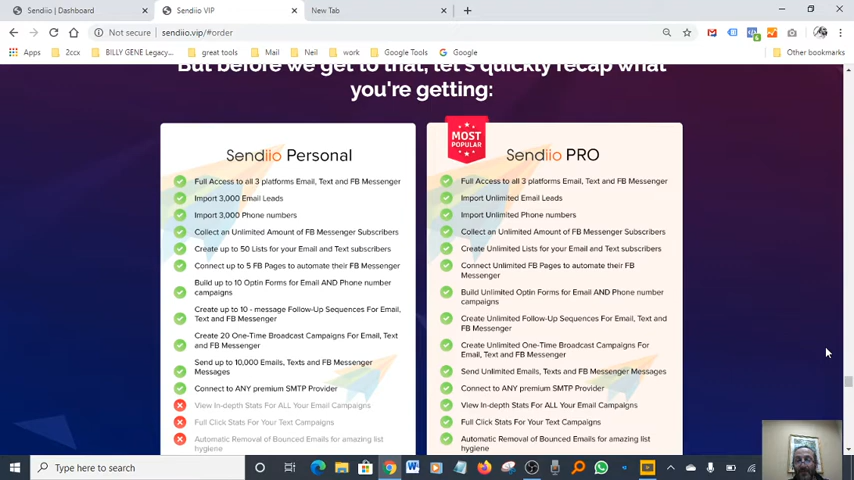 Sendiio | Dashboard
Sendiio VIP
New Tab
Not secure | sendiio.vip/#order
Apps
2ccx
BILLY GENE Legacy...
great tools
Mail
Neil
work
Google Tools
Google
Other bookmarks
But before we get to that, let's quickly recap what
you're getting:
Sendiio Personal
Full Access to all 3 platforms Email, Text and FB Messenger
Import 3,000 Email Leads
Import 3,000 Phone numbers
Collect an Unlimited Amount of FB Messenger Subscribers
Create up to 50 Lists for your Email and Text subscribers
Connect up to 5 FB Pages to automate their FB Messenger
Build up to 10 Optin Forms for Email AND Phone number
campaigns
Create up to 10 - message Follow-Up Sequences For Email,
Text and FB Messenger
Create 20 One-Time Broadcast Campaigns For Email, Text
and FB Messenger
Send up to 10,000 Emails, Texts and FB Messenger
Messages
Connect to ANY premium SMTP Provider
View In-depth Stats For ALL Your Email Campaigns
Full Click Stats For Your Text Campaigns
Automatic Removal of Bounced Emails for amazing list
hygiene
MOST
POPULAR
Sendiio PRO
Full Access to all 3 platforms Email, Text and FB Messenger
Import Unlimited Email Leads
Import Unlimited Phone numbers
Collect an Unlimited Amount of FB Messenger Subscribers
Create Unlimited Lists for your Email and Text subscribers
Connect Unlimited FB Pages to automate their FB
Messenger
Build Unlimited Optin Forms for Email AND Phone number
campaigns
Create Unlimited Follow-Up Sequences For Email, Text and
FB Messenger
Create Unlimited One-Time Broadcast Campaigns For
Email, Text and FB Messenger
Send Unlimited Emails, Texts and FB Messenger Messages
Connect to ANY premium SMTP Provider
View In-depth Stats For ALL Your Email Campaigns
Full Click Stats For Your Text Campaigns
Automatic Removal of Bounced Emails for amazing list
hygiene
Type here to search